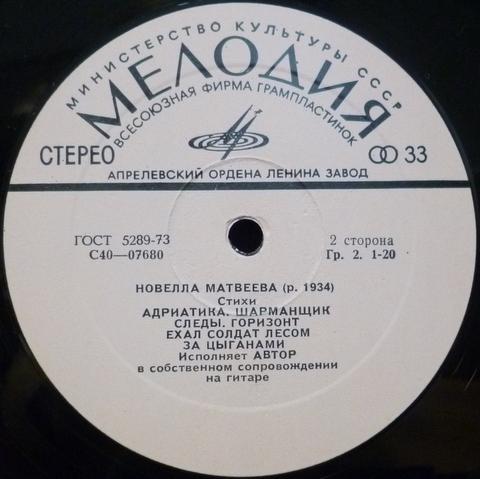 МИНИСТЕРСТВО КУЛЬТУРЫ СССР
МЕЛОДИЯ
ВСЕСОЮЗНАЯ ФИРМА ГРАМПЛАСТИНОК
СТЕРЕО
33
АПРЕЛЕВСКИЙ ОРДЕНА ЛЕНИНА ЗАВОД
ГОСТ 5289-73
2 сторона
С40—07680
Гр. 2. 1-20
НОВЕЛЛА МАТВЕЕВА (р. 1934)
Стихи
АДРИАТИКА. ШАРМАНЩИК
СЛЕДЫ. ГОРИЗОНТ
ЕХАЛ СОЛДАТ ЛЕСОМ
ЗА ЦЫГАНАМИ
Исполняет АВТОР
в собственном сопровождении
на гитаре